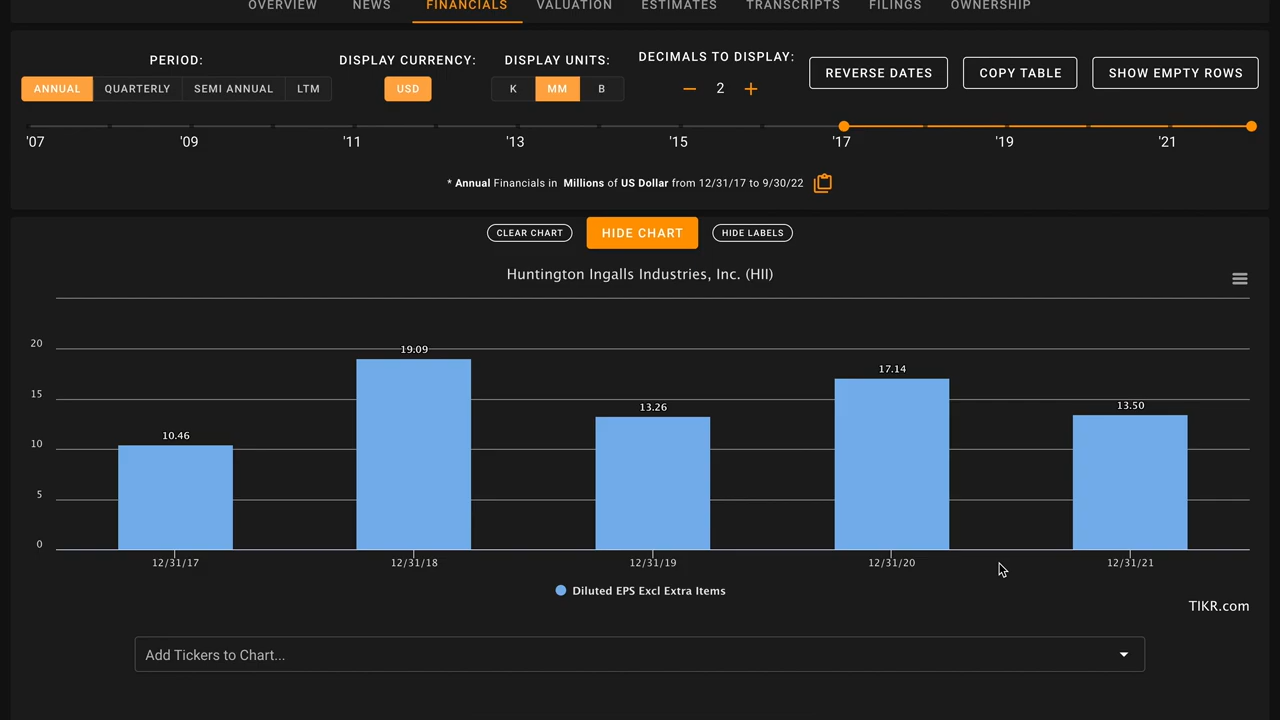 OVERVIEW NEWS FINANCIALS VALUATION ESTIMATES TRANSCRIPTS FILINGS OWNERSHIP
PERIOD: DISPLAY CURRENCY: DISPLAY UNITS: DECIMALS TO DISPLAY:
ANNUAL QUARTERLY SEMI ANNUAL LTM USD K MM B − 2 + REVERSE DATES COPY TABLE SHOW EMPTY ROWS
'07 '09 '11 '13 '15 '17 '19 '21
* Annual Financials in Millions of US Dollar from 12/31/17 to 9/30/22
CLEAR CHART HIDE CHART HIDE LABELS
Huntington Ingalls Industries, Inc. (HII)
20
15
10
5
0
10.46 19.09 13.26 17.14 13.50
12/31/17 12/31/18 12/31/19 12/31/20 12/31/21
Diluted EPS Excl Extra Items
TIKR.com
Add Tickers to Chart...